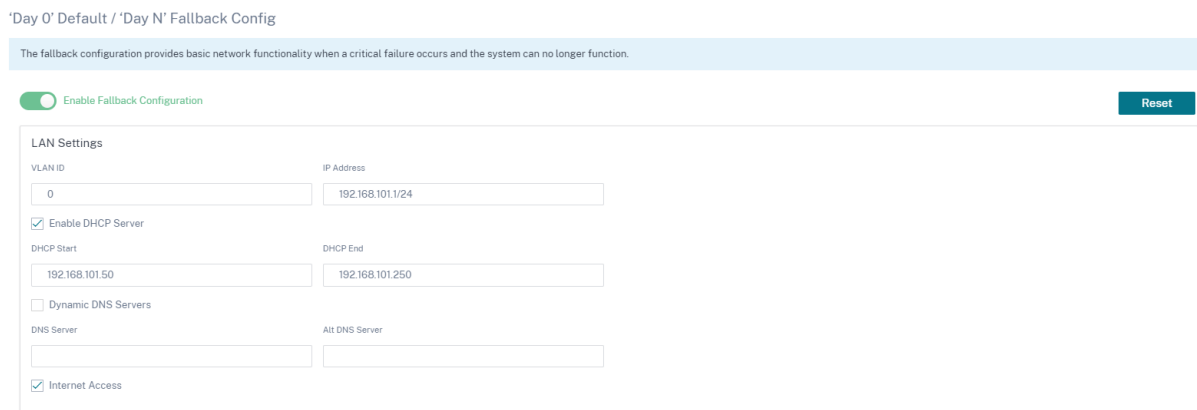 ‘Day 0’ Default / ‘Day N’ Fallback Config
The fallback configuration provides basic network functionality when a critical failure occurs and the system can no longer function.
Enable Fallback Configuration
Reset
LAN Settings
VLAN ID
IP Address
0
192.168.101.1/24
Enable DHCP Server
DHCP Start
DHCP End
192.168.101.50
192.168.101.250
Dynamic DNS Servers
DNS Server
Alt DNS Server
Internet Access